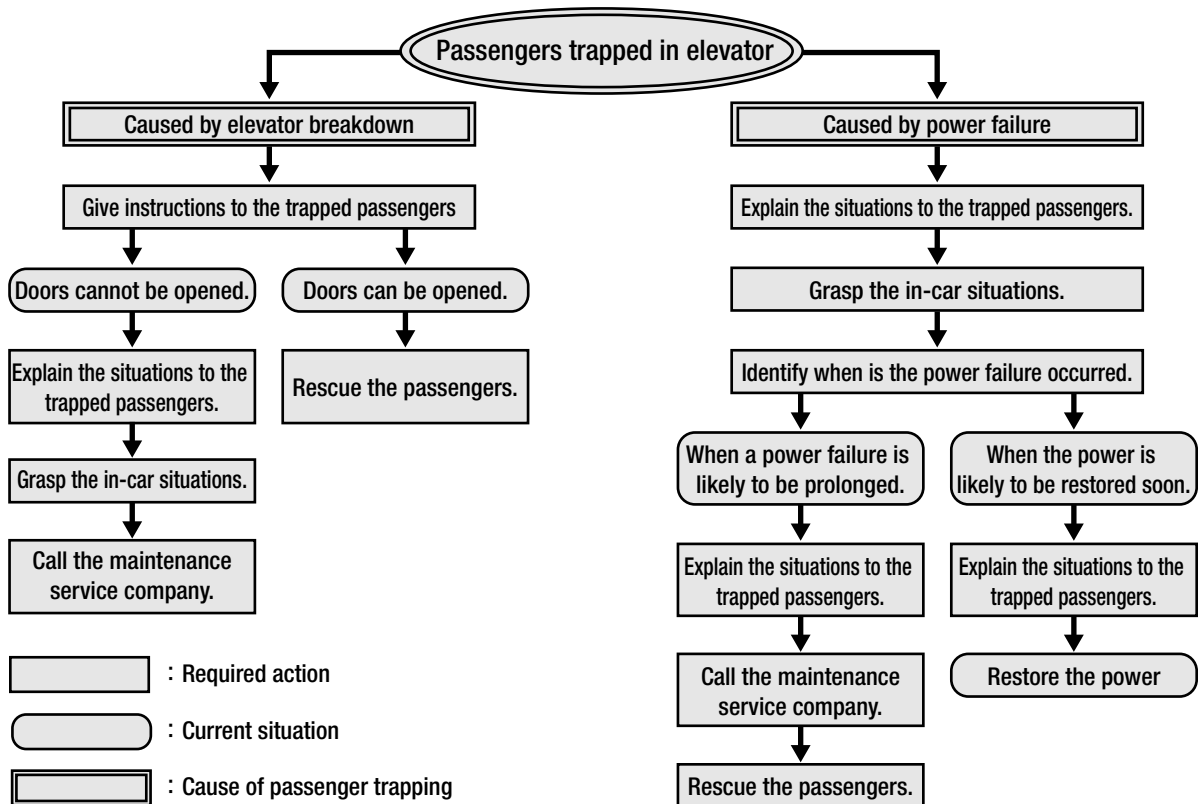 Passengers trapped in elevator
Caused by elevator breakdown
Give instructions to the trapped passengers
Doors cannot be opened.
Explain the situations to the
trapped passengers.
Grasp the in-car situations.
Call the maintenance
service company.
Doors can be opened.
Rescue the passengers.
Caused by power failure
Explain the situations to the trapped passengers.
Grasp the in-car situations.
Identify when is the power failure occurred.
When a power failure is
likely to be prolonged.
Explain the situations to the
trapped passengers.
Call the maintenance
service company.
Rescue the passengers.
When the power is
likely to be restored soon.
Explain the situations to the
trapped passengers.
Restore the power
: Required action
: Current situation
: Cause of passenger trapping